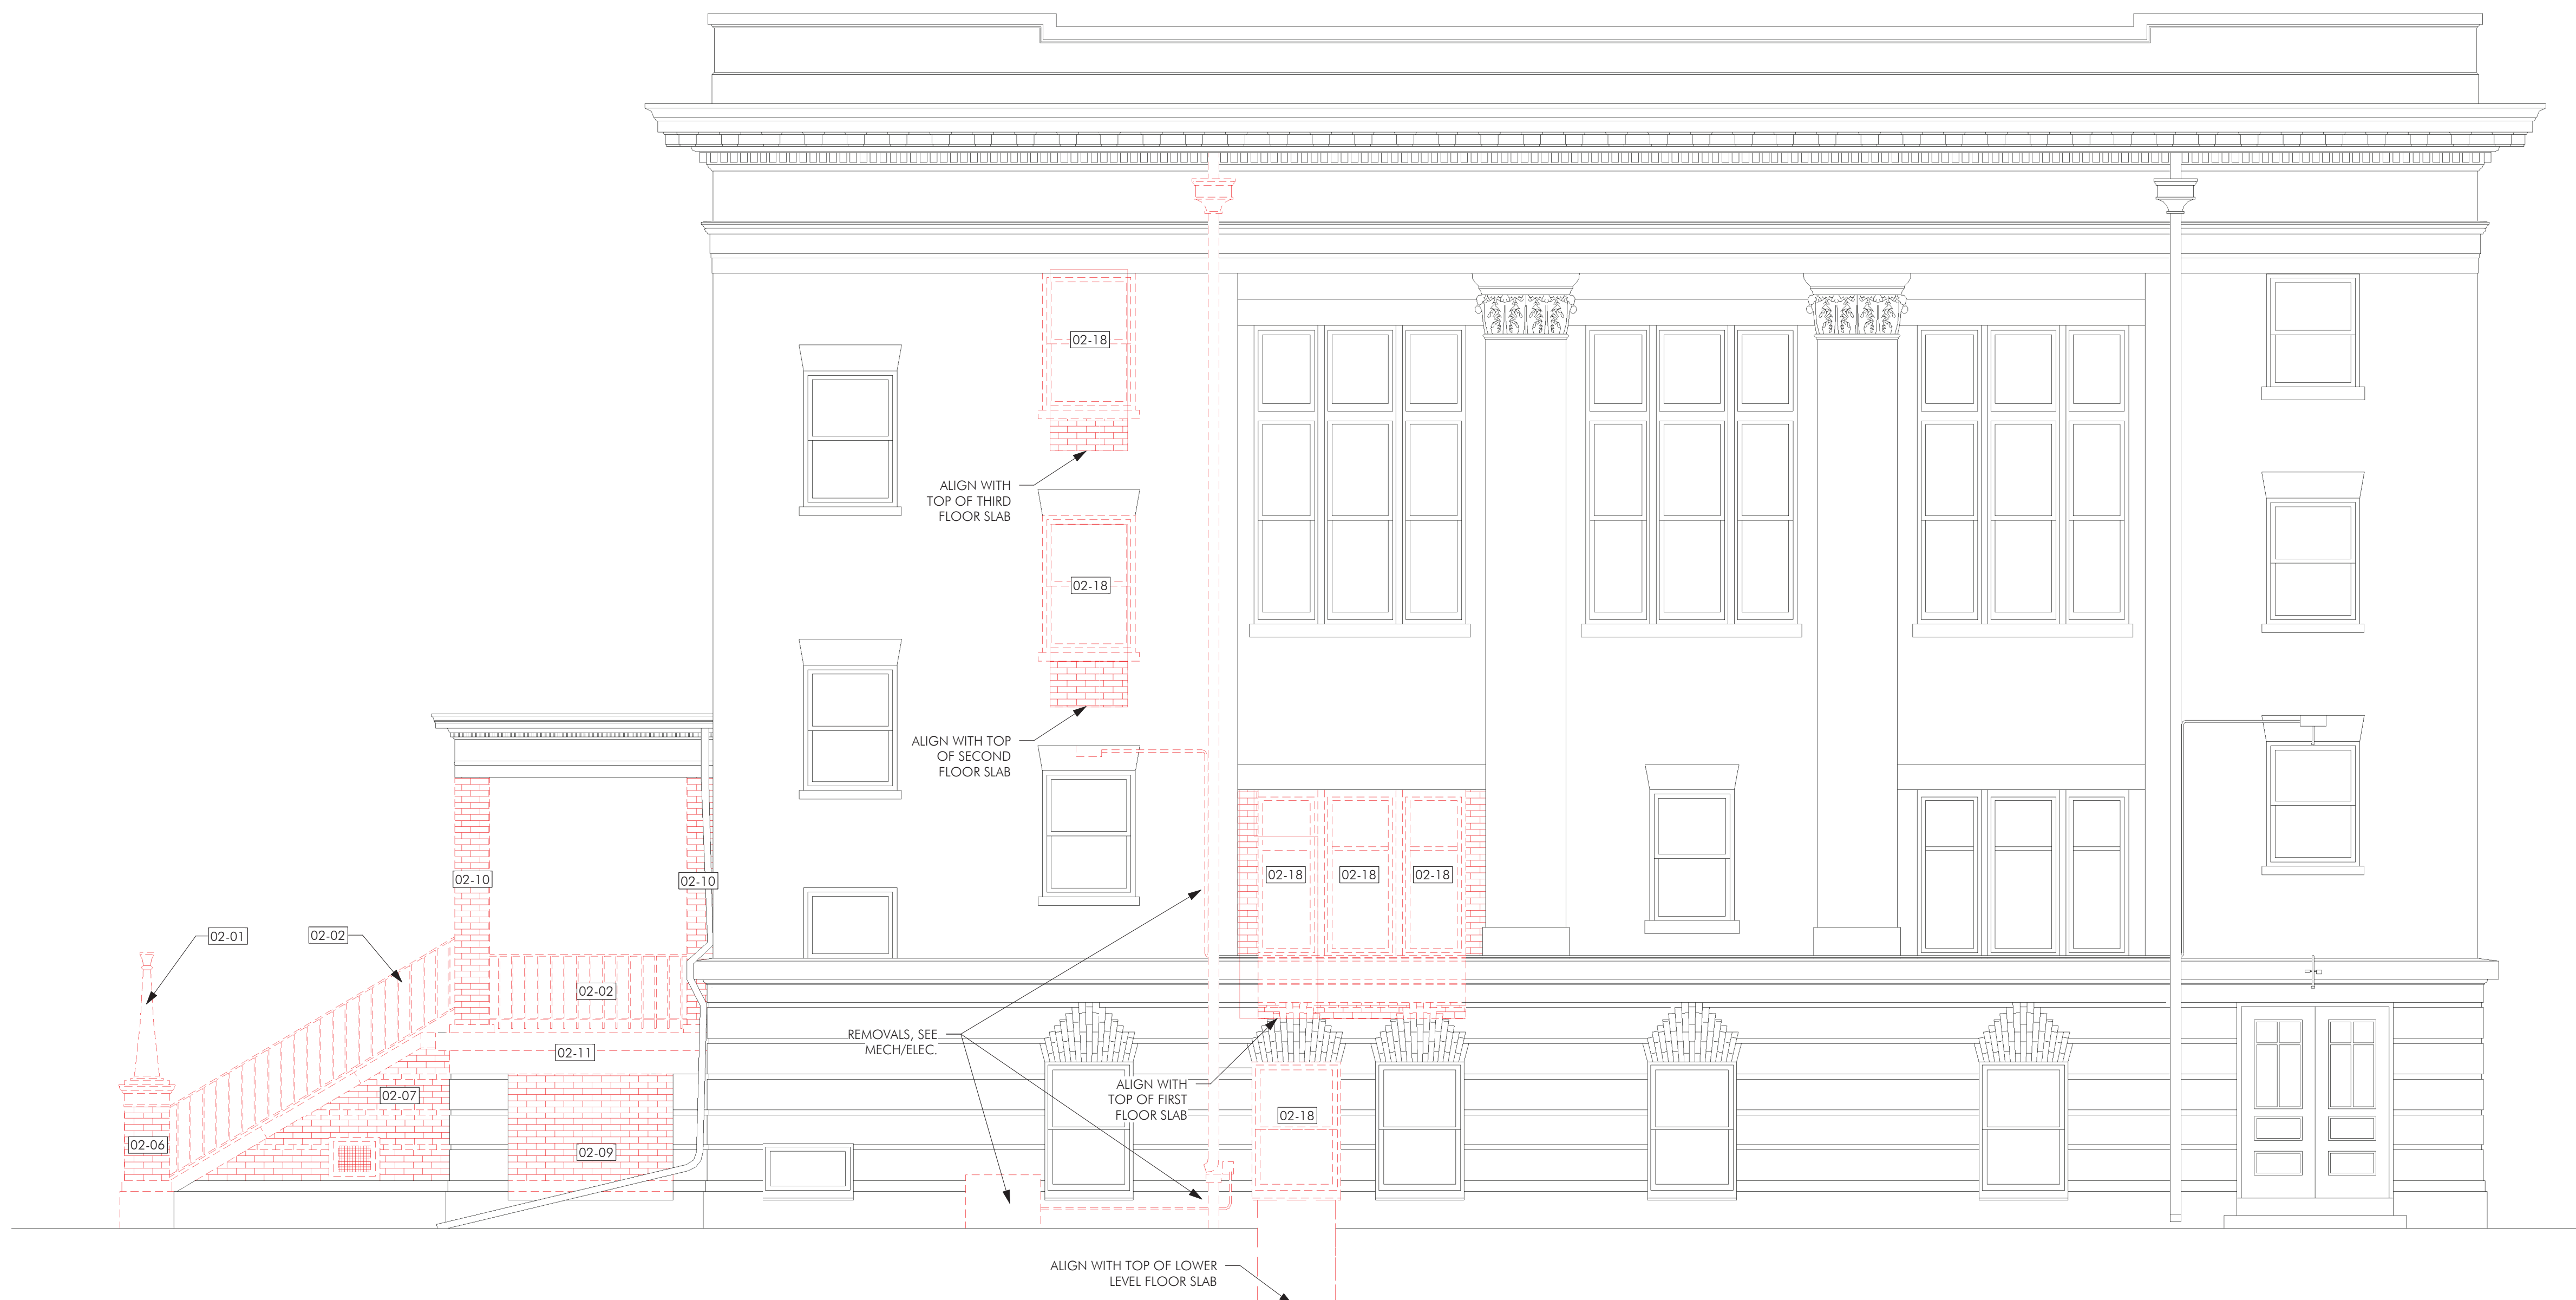 02-18
ALIGN WITH
TOP OF THIRD
FLOOR SLAB
02-18
ALIGN WITH TOP
OF SECOND
FLOOR SLAB
02-10
02-10
02-18
02-18
02-18
02-01
02-02
02-02
REMOVALS, SEE
MECH/ELEC.
02-11
02-07
ALIGN WITH
TOP OF FIRST
FLOOR SLAB
02-18
02-06
02-09
ALIGN WITH TOP OF LOWER
LEVEL FLOOR SLAB